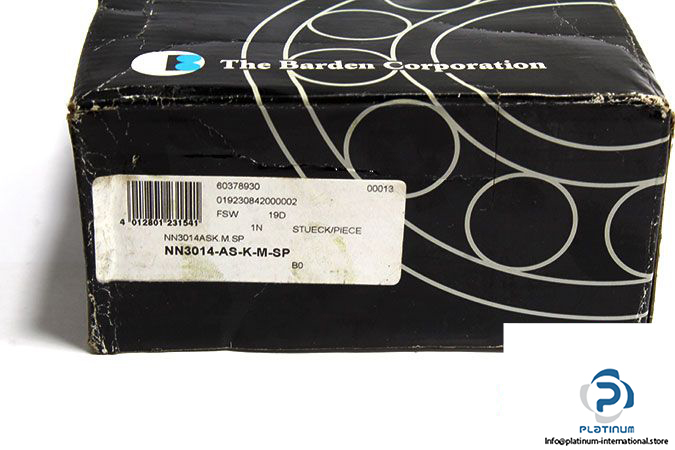 The Barden Corporation
60378930 00013
019230842000002
FSW 19D
1N STUECK/PIECE
4 012801 231541
NN3014ASK.M.SP
NN3014-AS-K-M-SP
B0
PLATINUM
Info@platinum-international.store